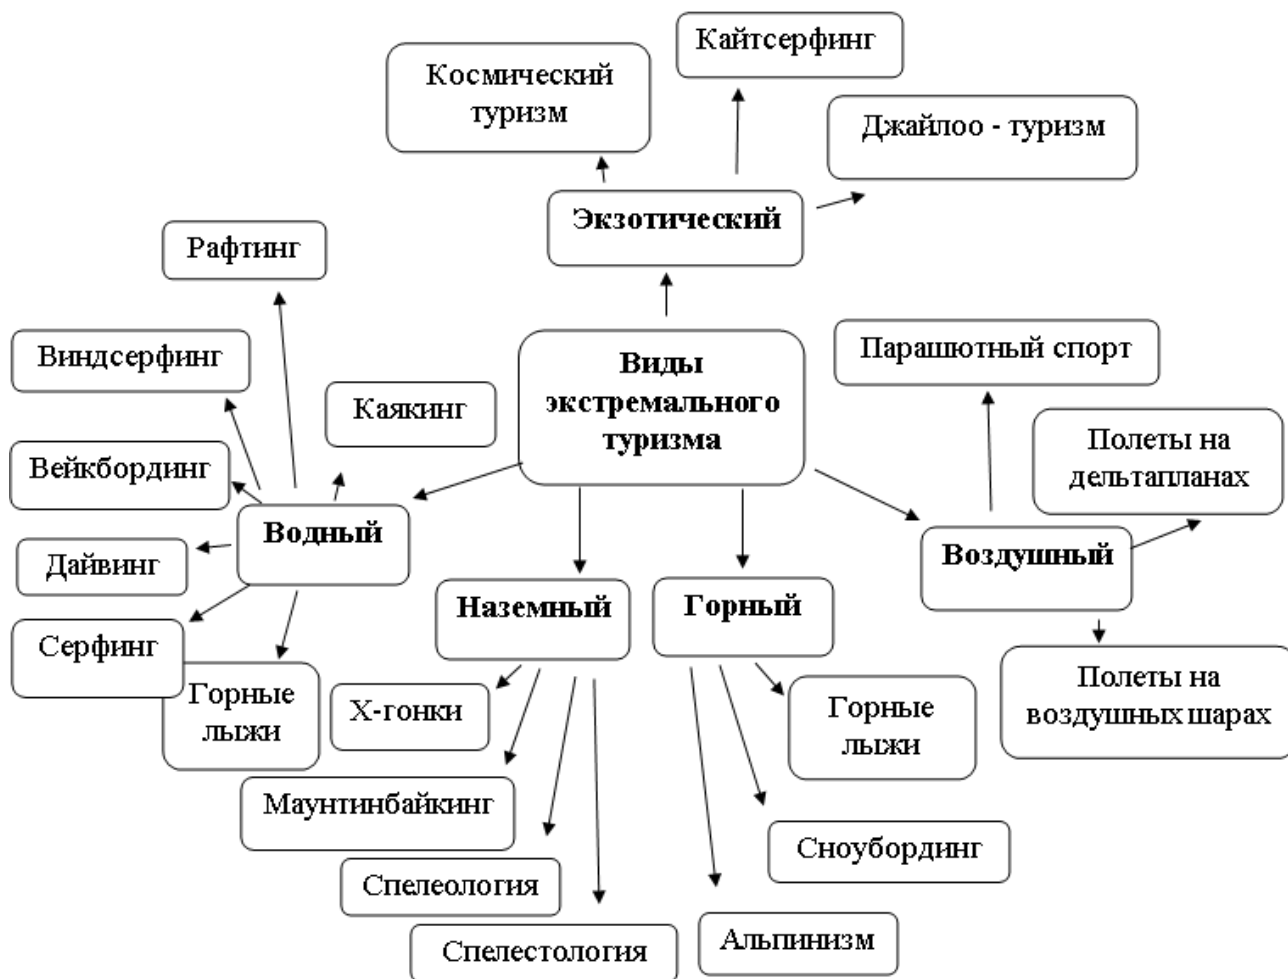 Кайтсерфинг
Космический
туризм
Джайлоо - туризм
Экзотический
Рафтинг
Виндсерфинг
Виды
экстремального
туризма
Парашютный спорт
Каякинг
Полеты на
дельтапланах
Вейкбординг
Водный
Воздушный
Дайвинг
Наземный
Горный
Серфинг
Горные
лыжи
Х-гонки
Горные
лыжи
Полеты на
воздушных шарах
Маунтинбайкинг
Сноубординг
Спелеология
Спелестология
Альпинизм